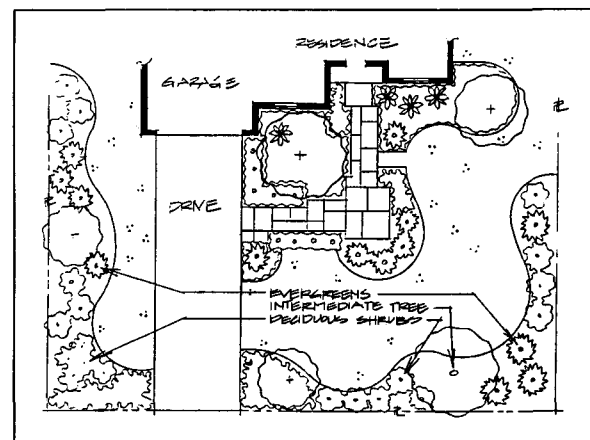 RESIDENCE
GARAGE
DRIVE
EVERGREENS
INTERMEDIATE TREE
DECIDUOUS SHRUBS